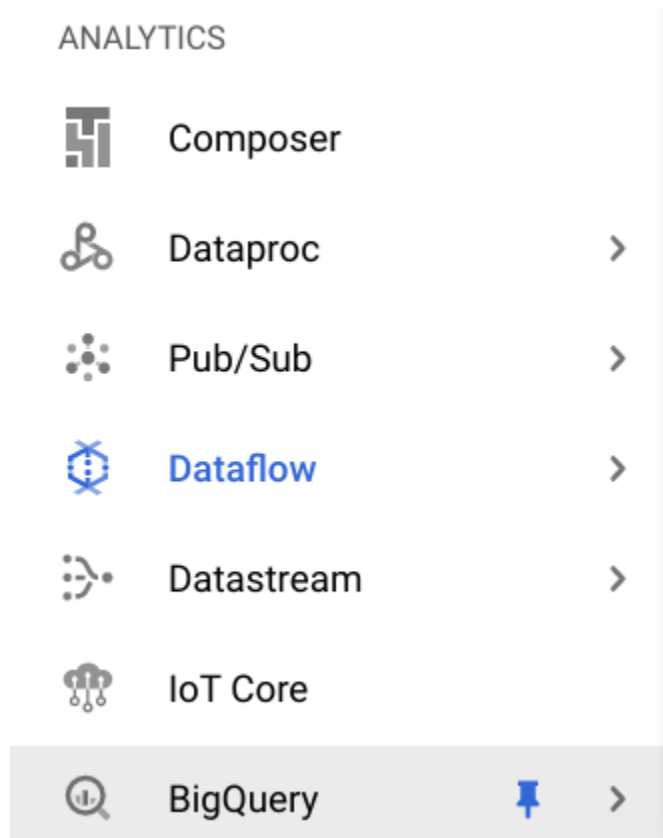 ANALYTICS
Composer
Dataproc
Pub/Sub
Dataflow
Datastream
IoT Core
BigQuery